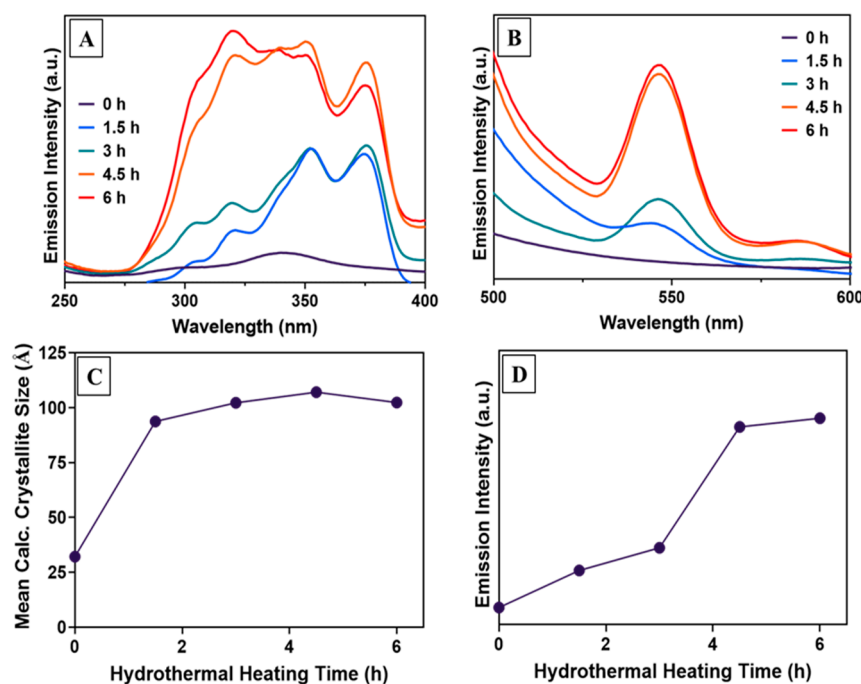 A
Emission Intensity (a.u.)
0 h
1.5 h
3 h
4.5 h
6 h
250
300
350
400
Wavelength (nm)
B
Emission Intensity (a.u.)
0 h
1.5 h
3 h
4.5 h
6 h
500
550
600
Wavelength (nm)
C
Mean Calc. Crystallite Size (Å)
125
100
75
50
25
0
0
2
4
6
Hydrothermal Heating Time (h)
D
Emission Intensity (a.u.)
0
2
4
6
Hydrothermal Heating Time (h)